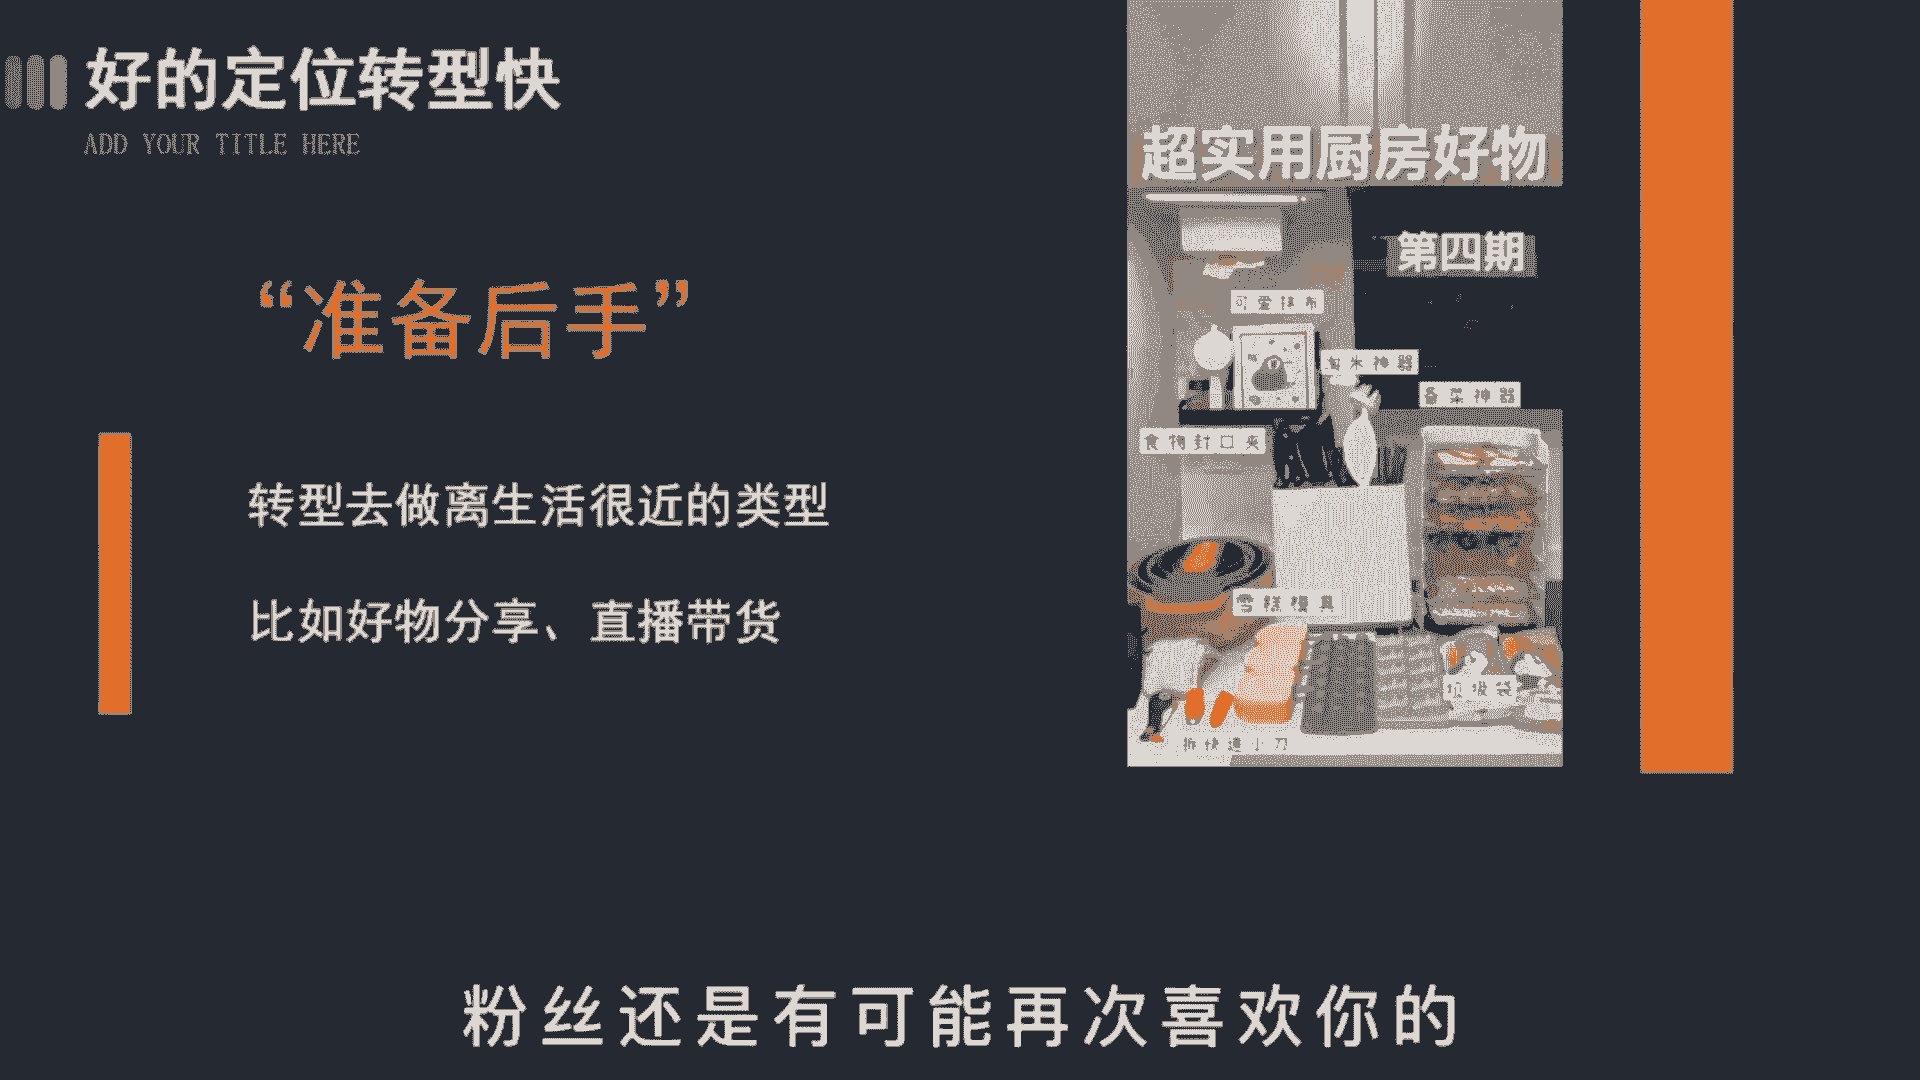 好的定位转型快
ADD YOUR TITLE HERE
“准备后手”
转型去做离生活很近的类型
比如好物分享、直播带货
超实用厨房好物
第四期
可爱抹布
淘米神器
备菜神器
食物封口夹
雪糕模具
垃圾袋
拆快递小刀
粉丝还是有可能再次喜欢你的